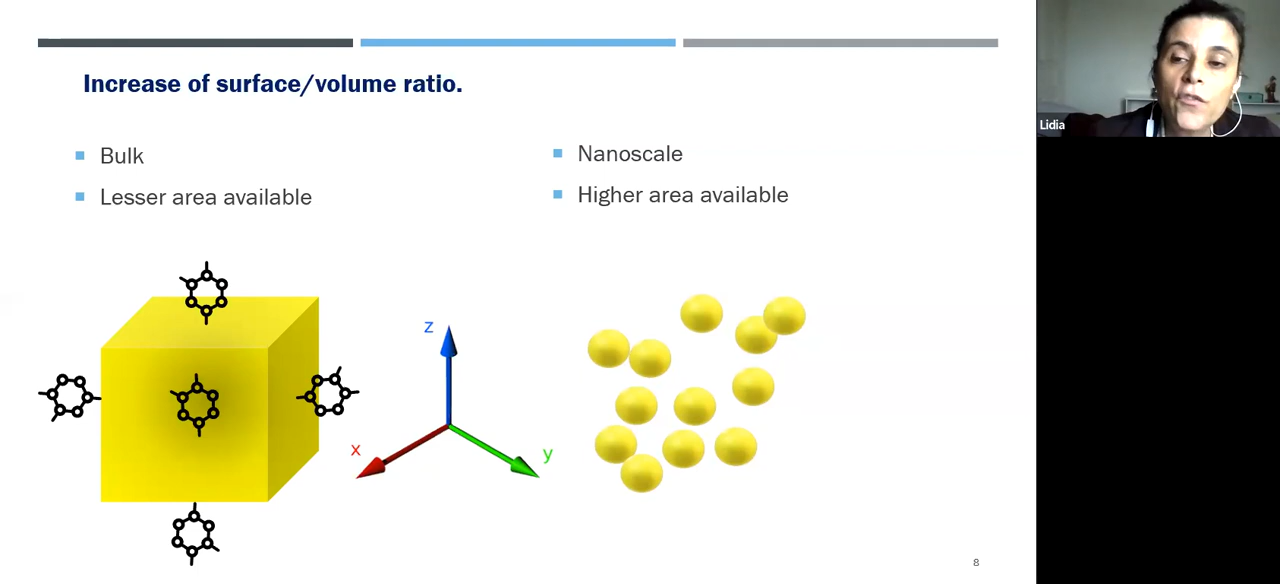 Increase of surface/volume ratio.
Bulk
Lesser area available
Nanoscale
Higher area available
z
x
y
8
Lidia